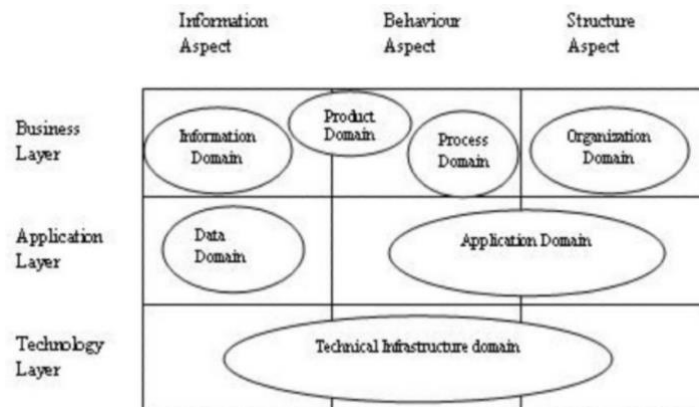 Information
Aspect
Behaviour
Aspect
Structure
Aspect
Business
Layer
Information
Domain
Product
Domain
Process
Domain
Organization
Domain
Application
Layer
Data
Domain
Application Domain
Technology
Layer
Technical Infrastructure domain